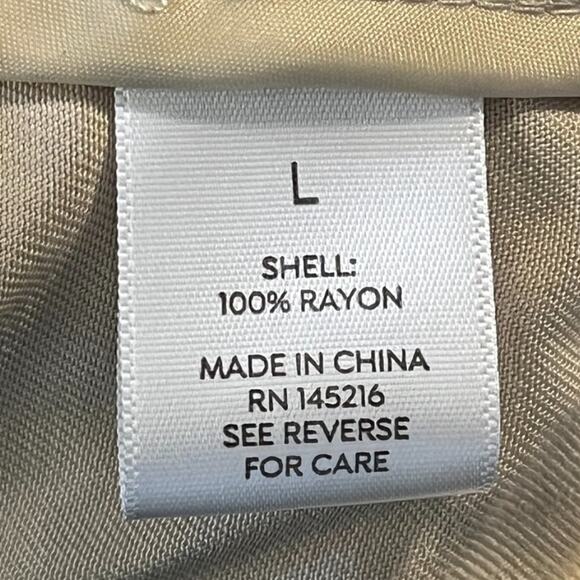 L
SHELL:
100% RAYON
MADE IN CHINA
RN 145216
SEE REVERSE
FOR CARE